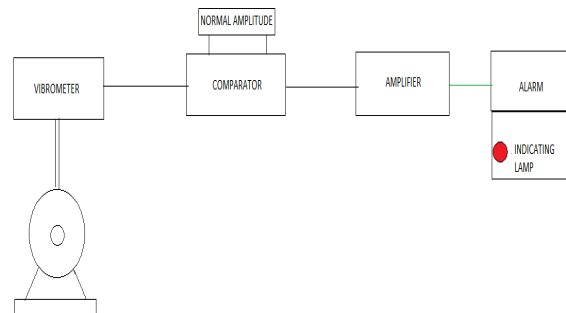 NORMAL AMPLITUDE
VIBROMETER
COMPARATOR
AMPLIFIER
ALARM
. INDICATING
LAMP